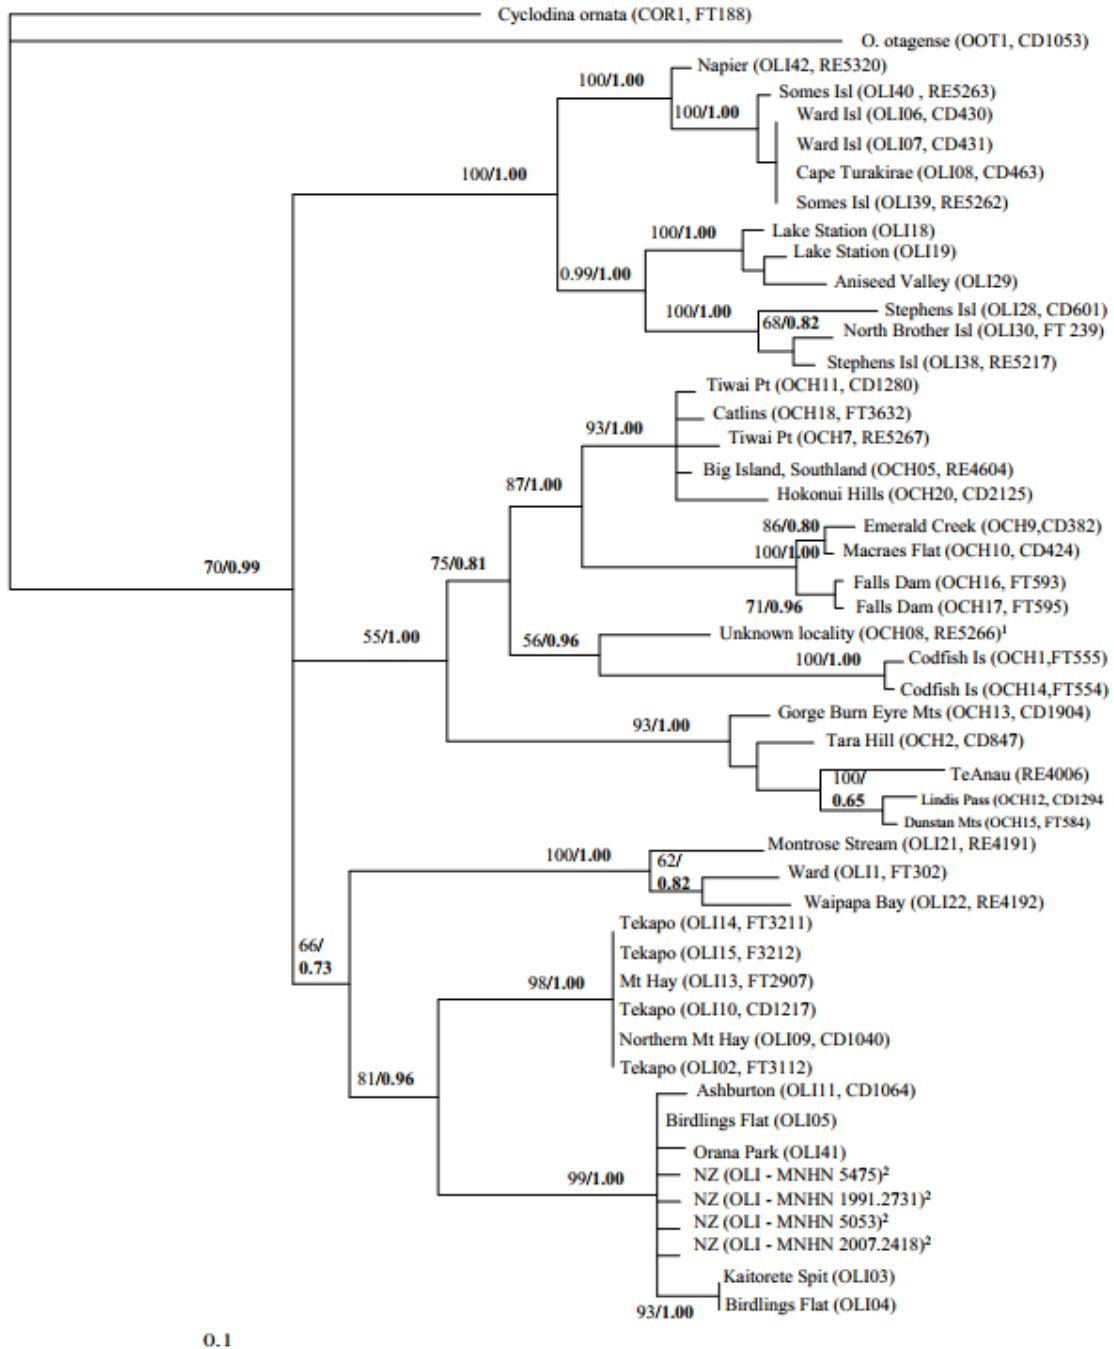 Cyclodina ornata (COR1, FT188)
O. otagense (OOT1, CD1053)
Napier (OLI42, RE5320)
100/1.00
Somes Isl (OLI40 , RE5263)
100/1.00
Ward Isl (OLI06, CD430)
Ward Isl (OLI07, CD431)
100/1.00
Cape Turakirae (OLI08, CD463)
Somes Isl (OLI39, RE5262)
100/1.00
Lake Station (OLI18)
Lake Station (OLI19)
0.99/1.00
Aniseed Valley (OLI29)
100/1.00
Stephens Isl (OLI28, CD601)
68/0.82
North Brother Isl (OLI30, FT 239)
Stephens Isl (OLI38, RE5217)
Tiwai Pt (OCH11, CD1280)
Catlins (OCH18, FT3632)
93/1.00
Tiwai Pt (OCH7, RE5267)
Big Island, Southland (OCH05, RE4604)
87/1.00
Hokonui Hills (OCH20, CD2125)
86/0.80
Emerald Creek (OCH9,CD382)
100/1.00
Macraes Flat (OCH10, CD424)
70/0.99
75/0.81
Falls Dam (OCH16, FT593)
71/0.96
Falls Dam (OCH17, FT595)
55/1.00
56/0.96
Unknown locality (OCH08, RE5266)¹
100/1.00
Codfish Is (OCH1,FT555)
Codfish Is (OCH14,FT554)
93/1.00
Gorge Burn Eyre Mts (OCH13, CD1904)
Tara Hill (OCH2, CD847)
100/
0.65
TeAnau (RE4006)
Lindis Pass (OCH12, CD1294
Dunstan Mts (OCH15, FT584)
100/1.00
Montrose Stream (OLI21, RE4191)
62/
0.82
Ward (OLI1, FT302)
Waipapa Bay (OLI22, RE4192)
66/
0.73
Tekapo (OLI14, FT3211)
Tekapo (OLI15, F3212)
98/1.00
Mt Hay (OLI13, FT2907)
Tekapo (OLI10, CD1217)
Northern Mt Hay (OLI09, CD1040)
Tekapo (OLI02, FT3112)
81/0.96
Ashburton (OLI11, CD1064)
Birdlings Flat (OLI05)
Orana Park (OLI41)
99/1.00
NZ (OLI - MNHN 5475)²
NZ (OLI - MNHN 1991.2731)²
NZ (OLI - MNHN 5053)²
NZ (OLI - MNHN 2007.2418)²
Kaitorete Spit (OLI03)
93/1.00
Birdlings Flat (OLI04)
0.1